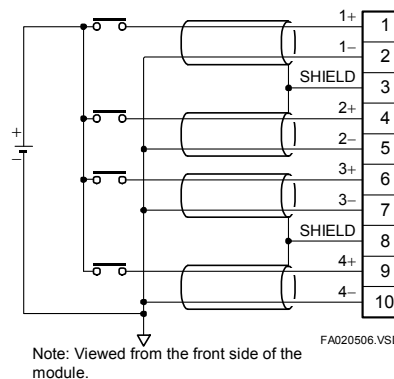 1+ 1
1− 2
SHIELD 3
2+ 4
2− 5
3+ 6
3− 7
SHIELD 8
4+ 9
4− 10
+
−
FA020506.VSD
Note: Viewed from the front side of the
module.